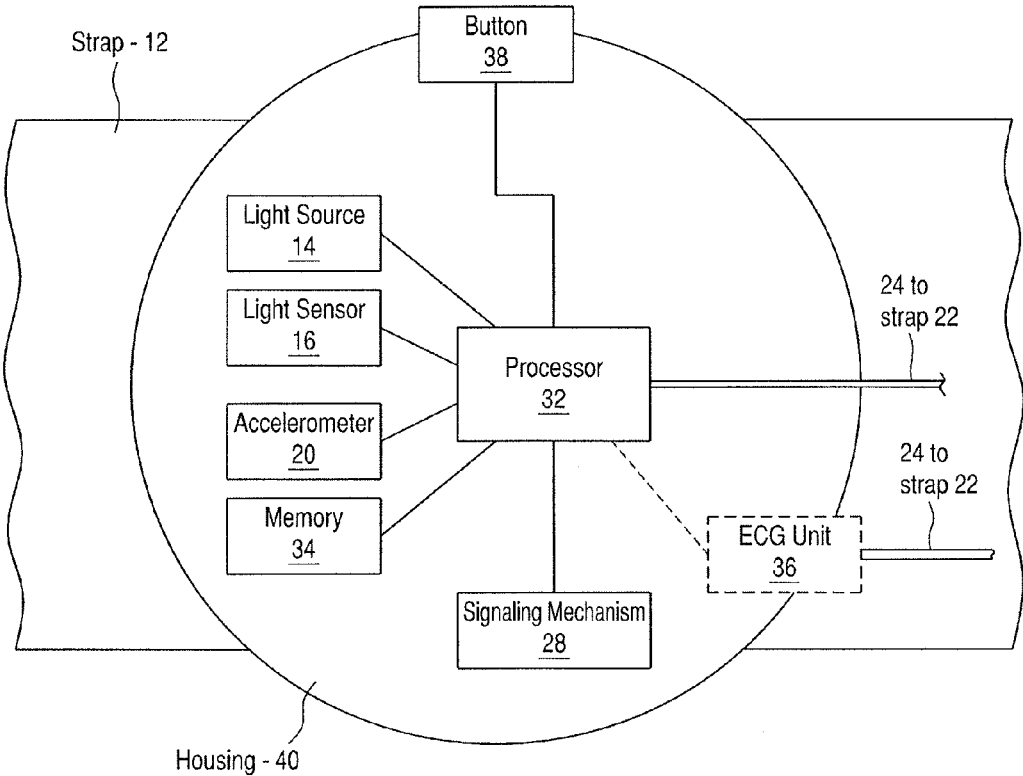 Button
38
Strap - 12
Light Source
14
Light Sensor
16
Processor
32
24 to
strap 22
Accelerometer
20
24 to
strap 22
Memory
34
ECG Unit
36
Signaling Mechanism
28
Housing - 40